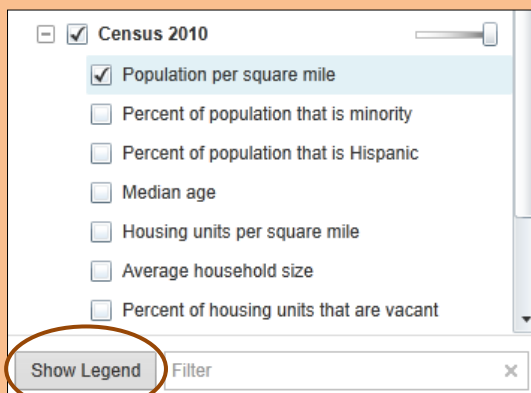 Census 2010
Population per square mile
Percent of population that is minority
Percent of population that is Hispanic
Median age
Housing units per square mile
Average household size
Percent of housing units that are vacant
Show Legend Filter